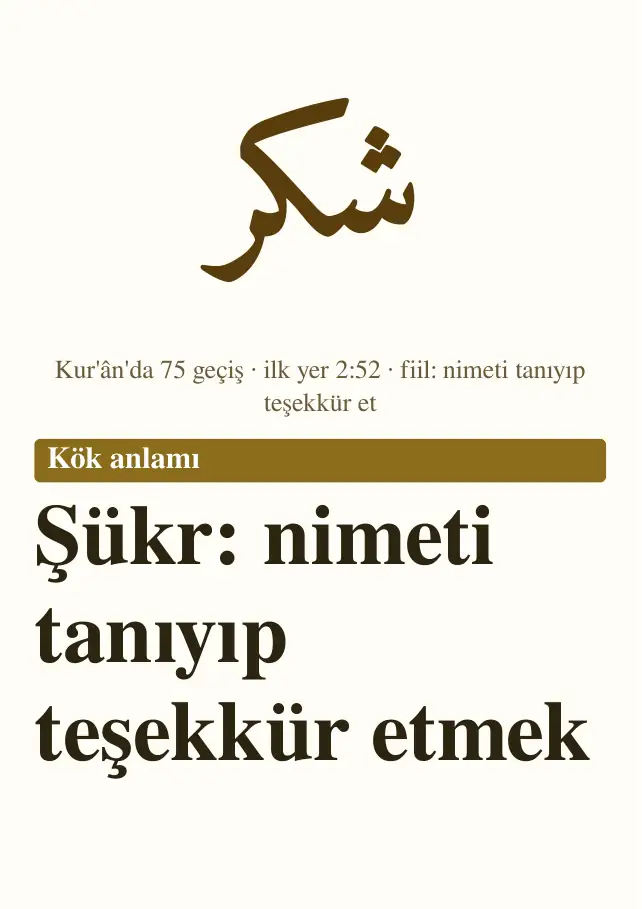 شكر
Kur'ân'da 75 geçiş · ilk yer 2:52 · fiil: nimeti tanıyıp
teşekkür et
Kök anlamı
Şükr: nimeti
tanıyıp
teşekkür etmek